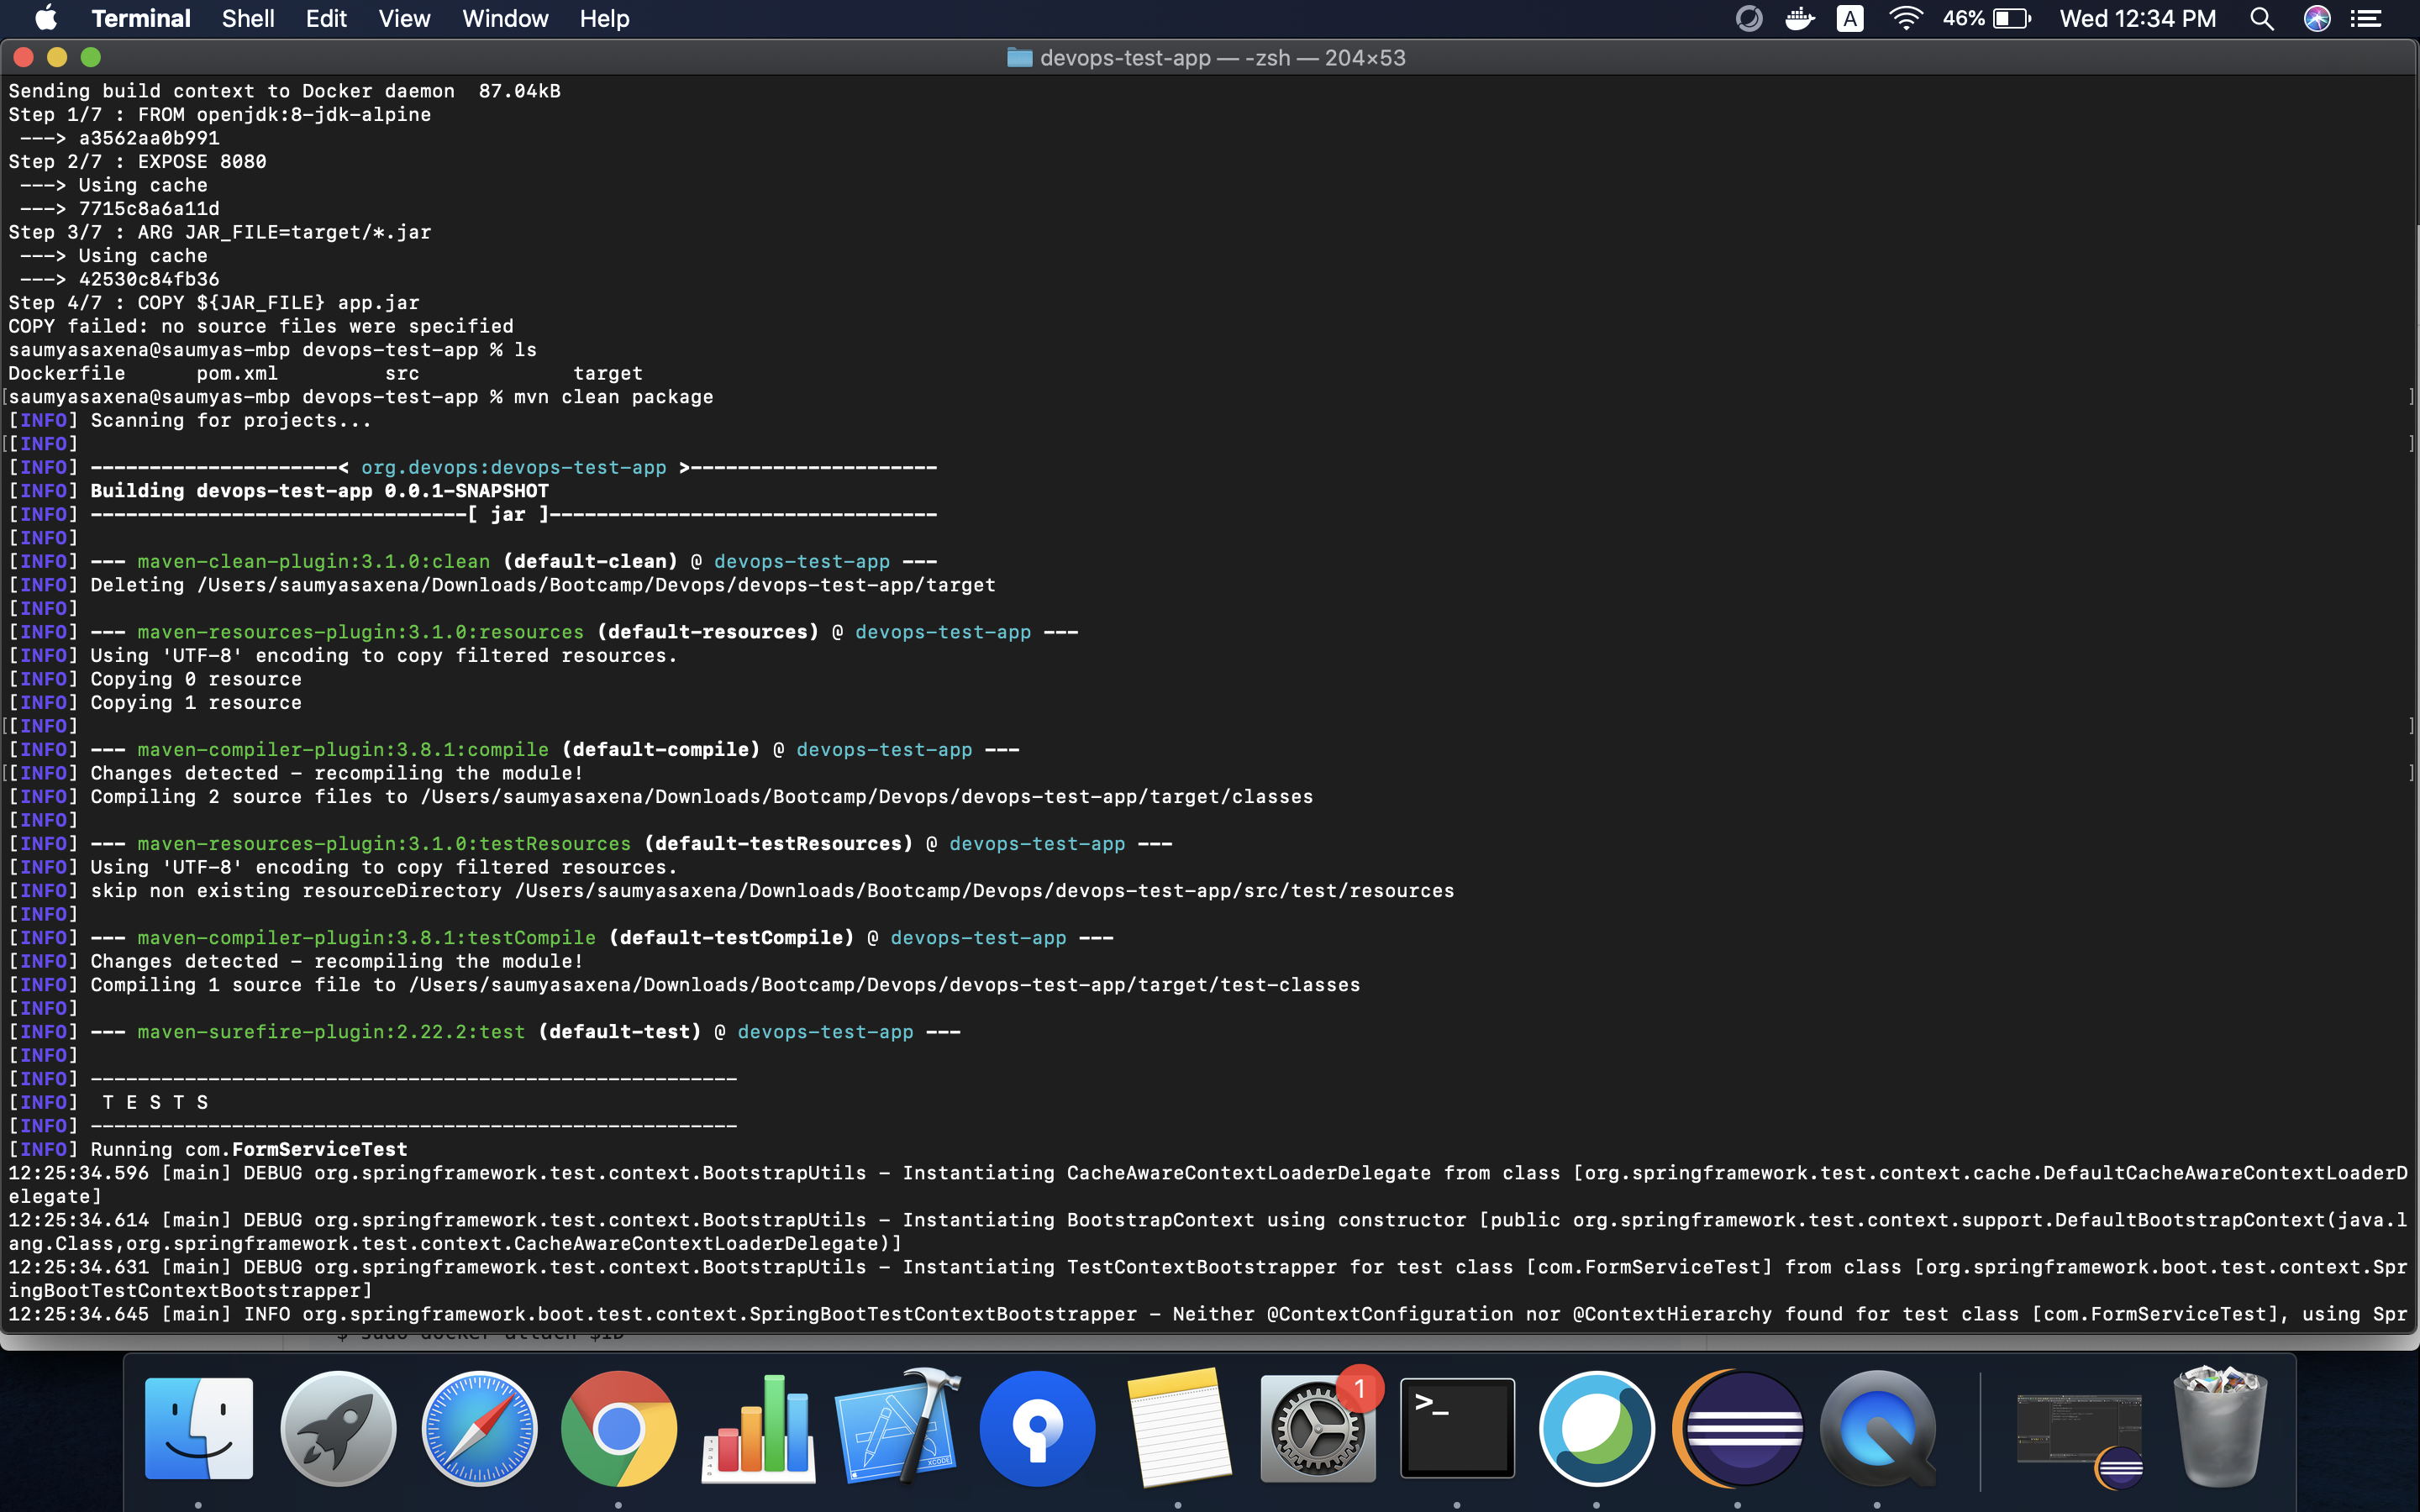 Terminal Shell Edit View Window Help A 46% Wed 12:34 PM
devops-test-app — -zsh — 204×53
Sending build context to Docker daemon  87.04kB
Step 1/7 : FROM openjdk:8-jdk-alpine
 ---> a3562aa0b991
Step 2/7 : EXPOSE 8080
 ---> Using cache
 ---> 7715c8a6a11d
Step 3/7 : ARG JAR_FILE=target/*.jar
 ---> Using cache
 ---> 42530c84fb36
Step 4/7 : COPY ${JAR_FILE} app.jar
COPY failed: no source files were specified
saumyasaxena@saumyas-mbp devops-test-app % ls
Dockerfile      pom.xml         src             target
[saumyasaxena@saumyas-mbp devops-test-app % mvn clean package ]
[INFO] Scanning for projects...
[[INFO] ]
[INFO] ---------------------< org.devops:devops-test-app >---------------------
[INFO] Building devops-test-app 0.0.1-SNAPSHOT
[INFO] --------------------------------[ jar ]---------------------------------
[INFO]
[INFO] --- maven-clean-plugin:3.1.0:clean (default-clean) @ devops-test-app ---
[INFO] Deleting /Users/saumyasaxena/Downloads/Bootcamp/Devops/devops-test-app/target
[INFO]
[INFO] --- maven-resources-plugin:3.1.0:resources (default-resources) @ devops-test-app ---
[INFO] Using 'UTF-8' encoding to copy filtered resources.
[INFO] Copying 0 resource
[INFO] Copying 1 resource
[[INFO] ]
[INFO] --- maven-compiler-plugin:3.8.1:compile (default-compile) @ devops-test-app ---
[[INFO] Changes detected - recompiling the module! ]
[INFO] Compiling 2 source files to /Users/saumyasaxena/Downloads/Bootcamp/Devops/devops-test-app/target/classes
[INFO]
[INFO] --- maven-resources-plugin:3.1.0:testResources (default-testResources) @ devops-test-app ---
[INFO] Using 'UTF-8' encoding to copy filtered resources.
[INFO] skip non existing resourceDirectory /Users/saumyasaxena/Downloads/Bootcamp/Devops/devops-test-app/src/test/resources
[INFO]
[INFO] --- maven-compiler-plugin:3.8.1:testCompile (default-testCompile) @ devops-test-app ---
[INFO] Changes detected - recompiling the module!
[INFO] Compiling 1 source file to /Users/saumyasaxena/Downloads/Bootcamp/Devops/devops-test-app/target/test-classes
[INFO]
[INFO] --- maven-surefire-plugin:2.22.2:test (default-test) @ devops-test-app ---
[INFO]
[INFO] -------------------------------------------------------
[INFO]  T E S T S
[INFO] -------------------------------------------------------
[INFO] Running com.FormServiceTest
12:25:34.596 [main] DEBUG org.springframework.test.context.BootstrapUtils - Instantiating CacheAwareContextLoaderDelegate from class [org.springframework.test.context.cache.DefaultCacheAwareContextLoaderD
elegate]
12:25:34.614 [main] DEBUG org.springframework.test.context.BootstrapUtils - Instantiating BootstrapContext using constructor [public org.springframework.test.context.support.DefaultBootstrapContext(java.l
ang.Class,org.springframework.test.context.CacheAwareContextLoaderDelegate)]
12:25:34.631 [main] DEBUG org.springframework.test.context.BootstrapUtils - Instantiating TestContextBootstrapper for test class [com.FormServiceTest] from class [org.springframework.boot.test.context.Spr
ingBootTestContextBootstrapper]
12:25:34.645 [main] INFO org.springframework.boot.test.context.SpringBootTestContextBootstrapper - Neither @ContextConfiguration nor @ContextHierarchy found for test class [com.FormServiceTest], using Spr
$ sudo docker attach $ID
1
>_
XCODE